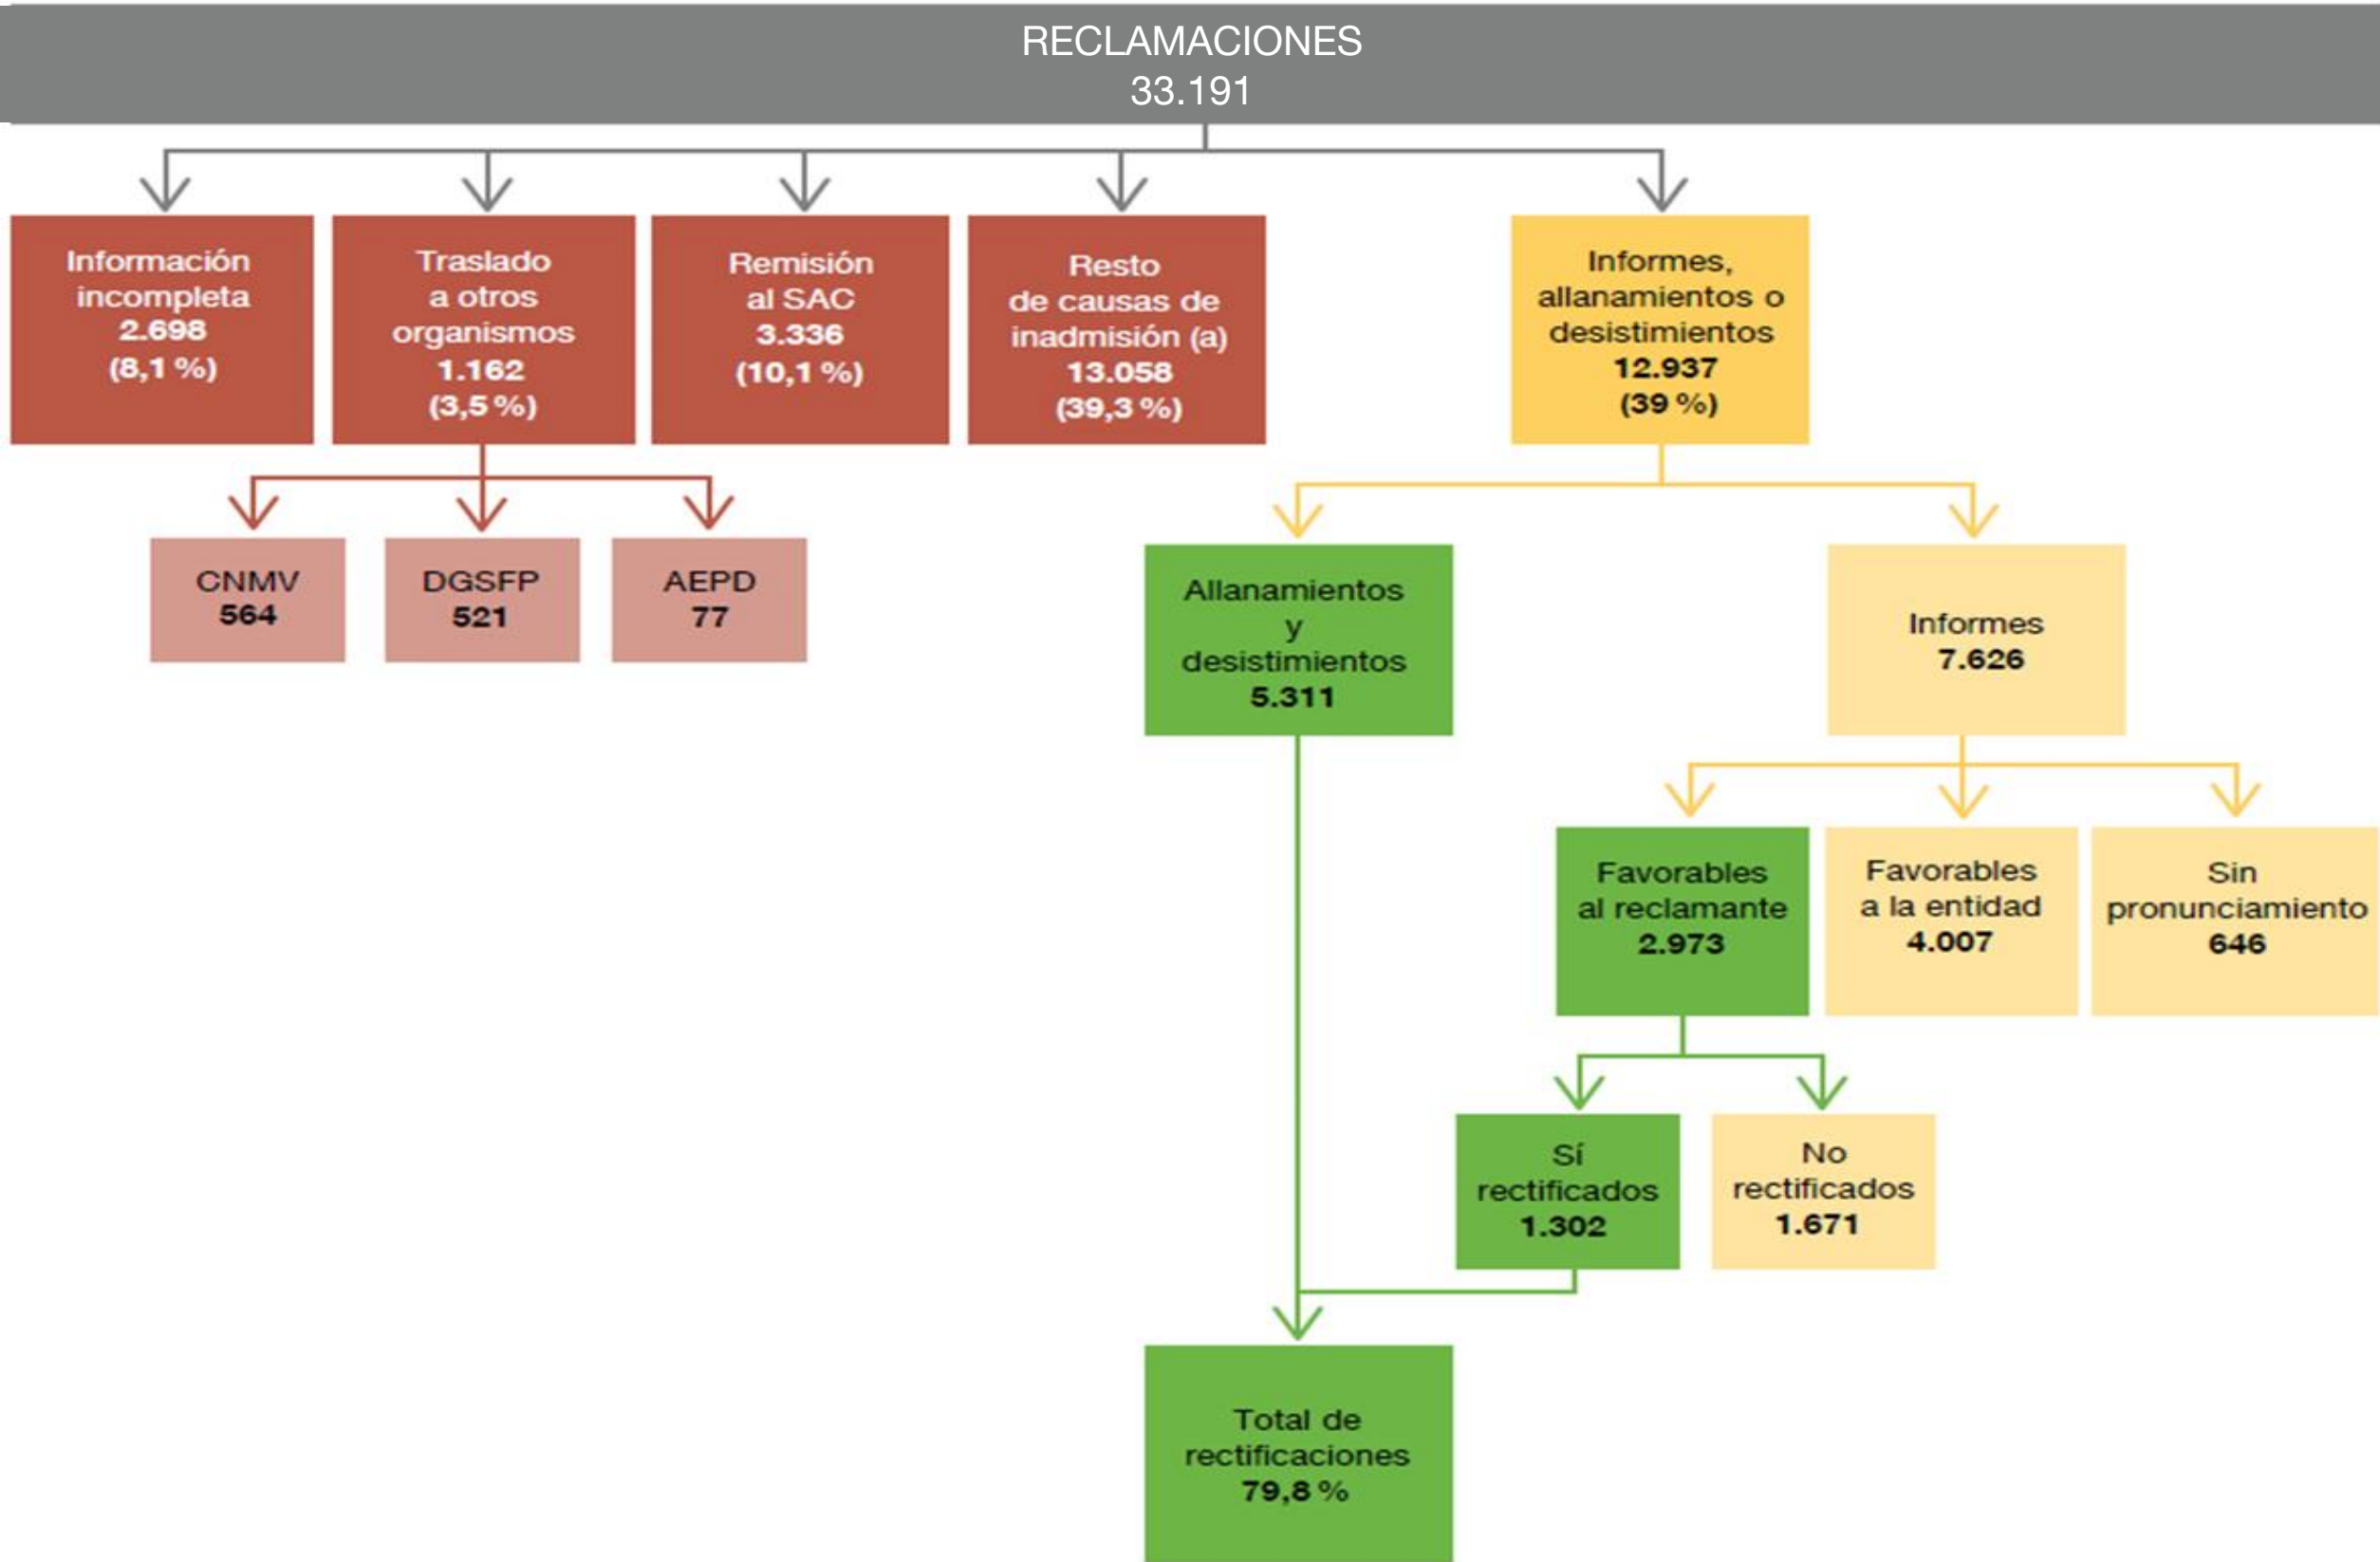 RECLAMACIONES
33.191
Información
incompleta
2.698
(8,1 %)
Traslado
a otros
organismos
1.162
(3,5 %)
Remisión
al SAC
3.336
(10,1 %)
Resto
de causas de
inadmisión (a)
13.058
(39,3 %)
Informes,
allanamientos o
desistimientos
12.937
(39 %)
CNMV
564
DGSFP
521
AEPD
77
Allanamientos
y
desistimientos
5.311
Informes
7.626
Favorables
al reclamante
2.973
Favorables
a la entidad
4.007
Sin
pronunciamiento
646
Sí
rectificados
1.302
No
rectificados
1.671
Total de
rectificaciones
79,8 %